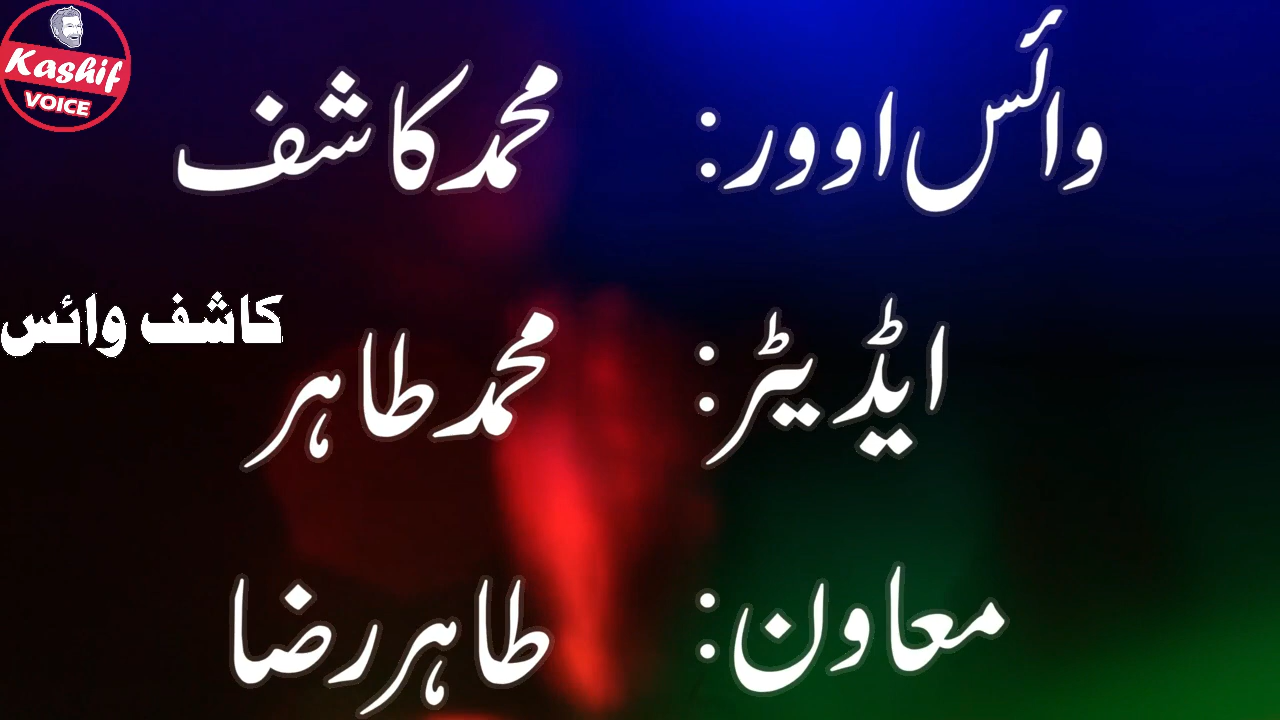 Kashif
VOICE
وائس اوور: محمد کاشف
کاشف وائس
ایڈیٹر: محمد طاہر
معاون: طاہر رضا